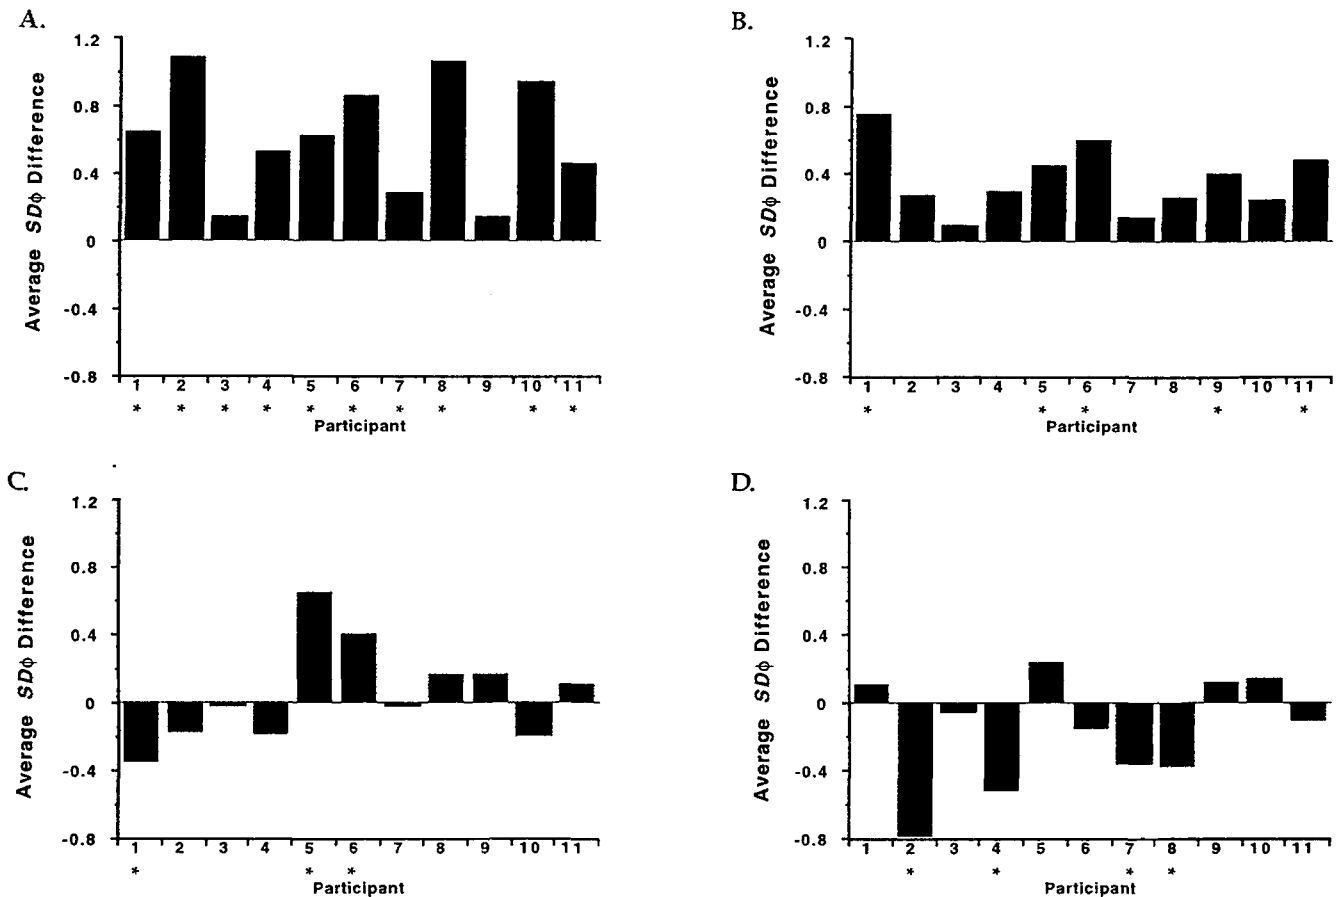 A.
Average SDϕ Difference
1.2
0.8
0.4
0
-0.4
-0.8
1 2 3 4 5 6 7 8 9 10 11
* * * * * * * * * *
Participant
B.
Average SDϕ Difference
1.2
0.8
0.4
0
-0.4
-0.8
1 2 3 4 5 6 7 8 9 10 11
* * * * *
Participant
C.
Average SDϕ Difference
1.2
0.8
0.4
0
-0.4
-0.8
1 2 3 4 5 6 7 8 9 10 11
* * *
Participant
D.
Average SDϕ Difference
1.2
0.8
0.4
0
-0.4
-0.8
1 2 3 4 5 6 7 8 9 10 11
* * * *
Participant